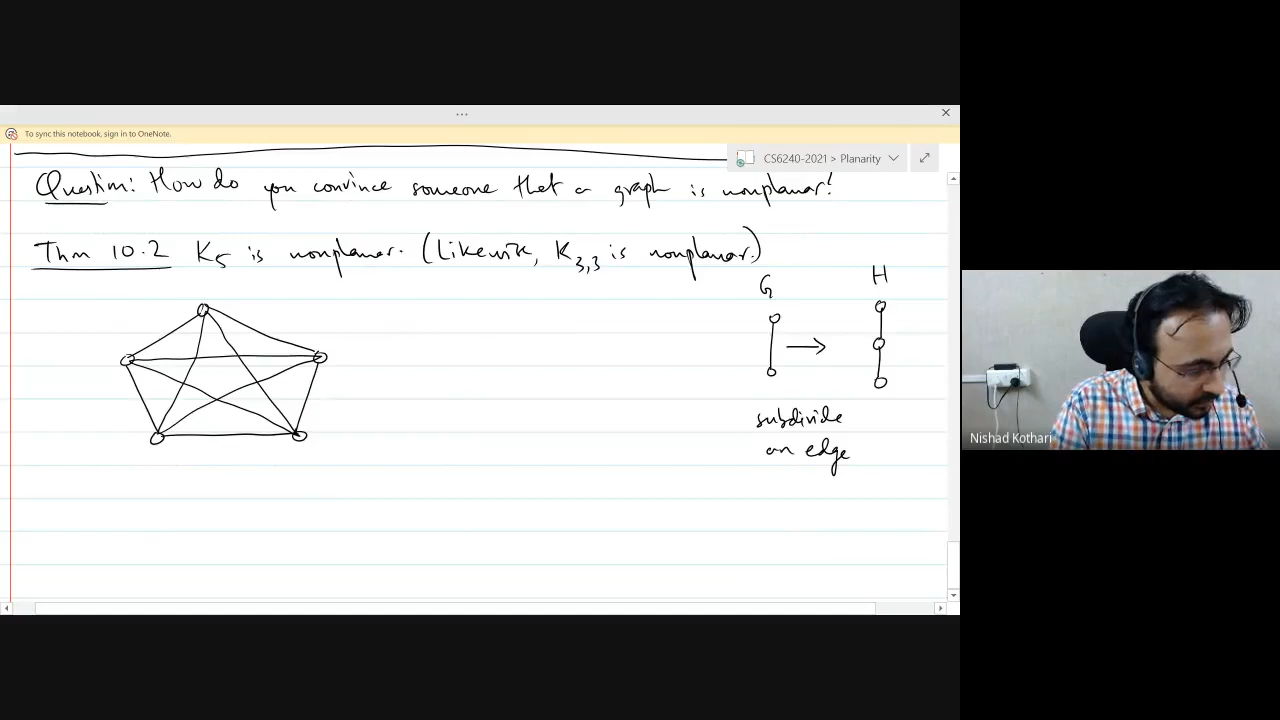 To sync this notebook, sign in to OneNote.
CS6240-2021 > Planarity
Question: How do you convince someone that a graph is nonplanar?
Thm 10.2 K5 is nonplanar. (Likewise, K3,3 is nonplanar.)
G
H
subdivide
an edge
Nishad Kothari